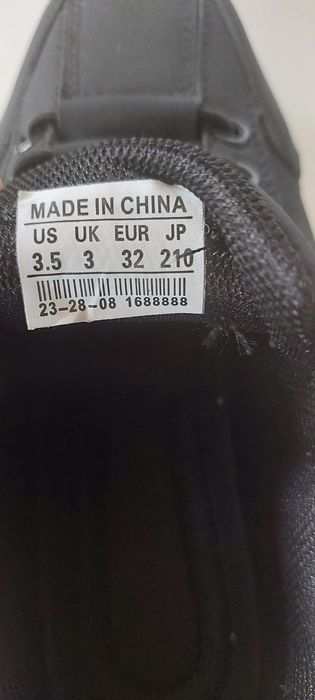 MADE IN CHINA
US UK EUR JP
3.5 3 32 210
23-28-08 1688888